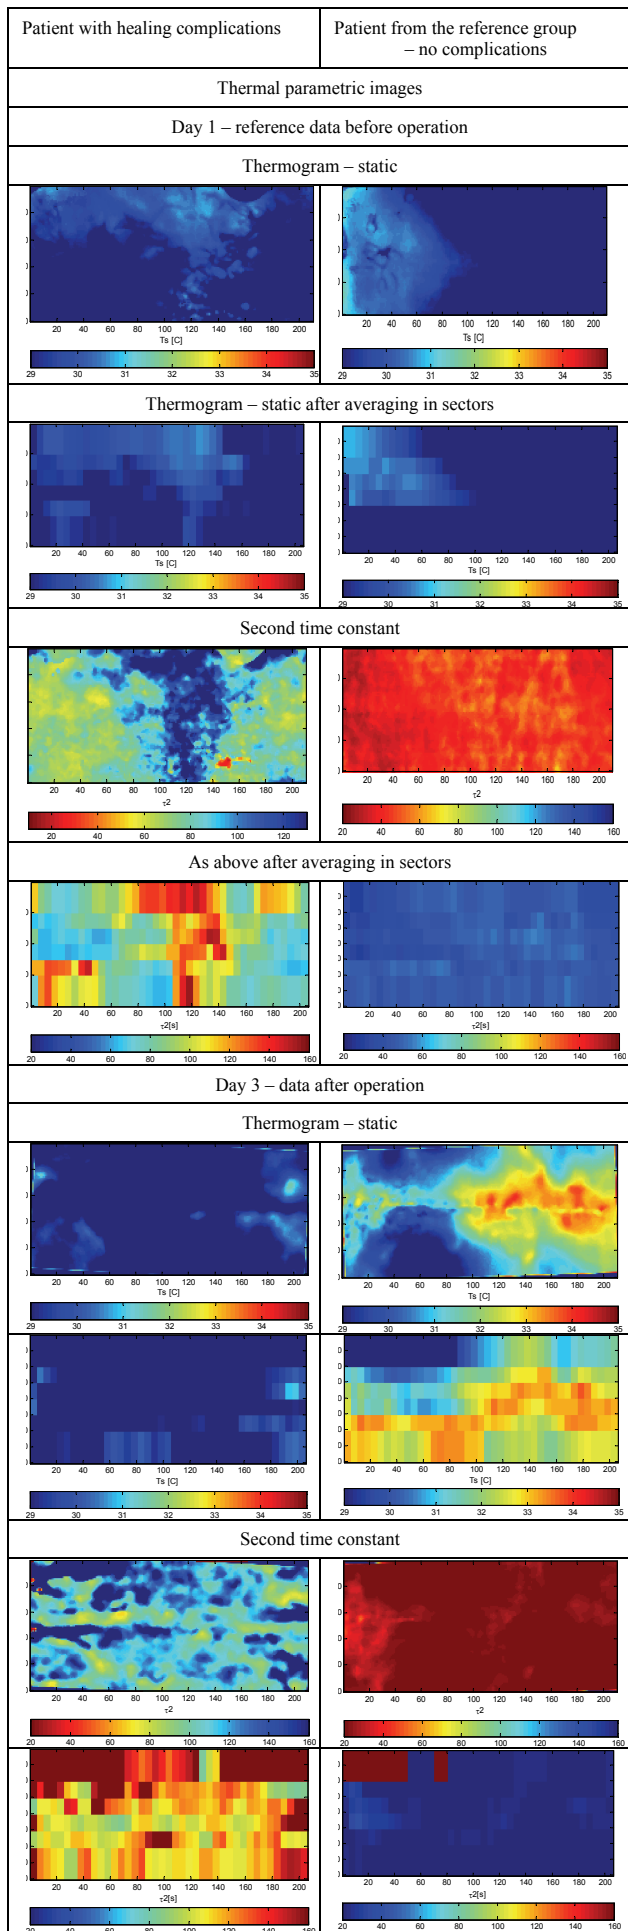 Patient with healing complications
Patient from the reference group
– no complications
Thermal parametric images
Day 1 – reference data before operation
Thermogram – static
20 40 60 80 100 120 140 160 180 200
Ts [C]
29 30 31 32 33 34 35
20 40 60 80 100 120 140 160 180 200
Ts [C]
29 30 31 32 33 34 35
Thermogram – static after averaging in sectors
20 40 60 80 100 120 140 160 180 200
Ts [C]
29 30 31 32 33 34 35
20 40 60 80 100 120 140 160 180 200
Ts [C]
29 30 31 32 33 34 35
Second time constant
20 40 60 80 100 120 140 160 180 200
20 40 60 80 100 120
20 40 60 80 100 120 140 160 180 200
τ2
20 40 60 80 100 120 140 160
As above after averaging in sectors
20 40 60 80 100 120 140 160 180 200
τ2[s]
20 40 60 80 100 120 140 160
20 40 60 80 100 120 140 160 180 200
τ2[s]
20 40 60 80 100 120 140 160
Day 3 – data after operation
Thermogram – static
20 40 60 80 100 120 140 160 180 200
Ts [C]
29 30 31 32 33 34 35
20 40 60 80 100 120 140 160 180 200
Ts [C]
29 30 31 32 33 34 35
20 40 60 80 100 120 140 160 180 200
Ts [C]
29 30 31 32 33 34 35
20 40 60 80 100 120 140 160 180 200
Ts [C]
29 30 31 32 33 34 35
Second time constant
20 40 60 80 100 120 140 160 180 200
τ2
20 40 60 80 100 120 140 160
20 40 60 80 100 120 140 160 180 200
τ2
20 40 60 80 100 120 140 160
20 40 60 80 100 120 140 160 180 200
τ2[s]
20 40 60 80 100 120 140 160
20 40 60 80 100 120 140 160 180 200
τ2[s]
20 40 60 80 100 120 140 160